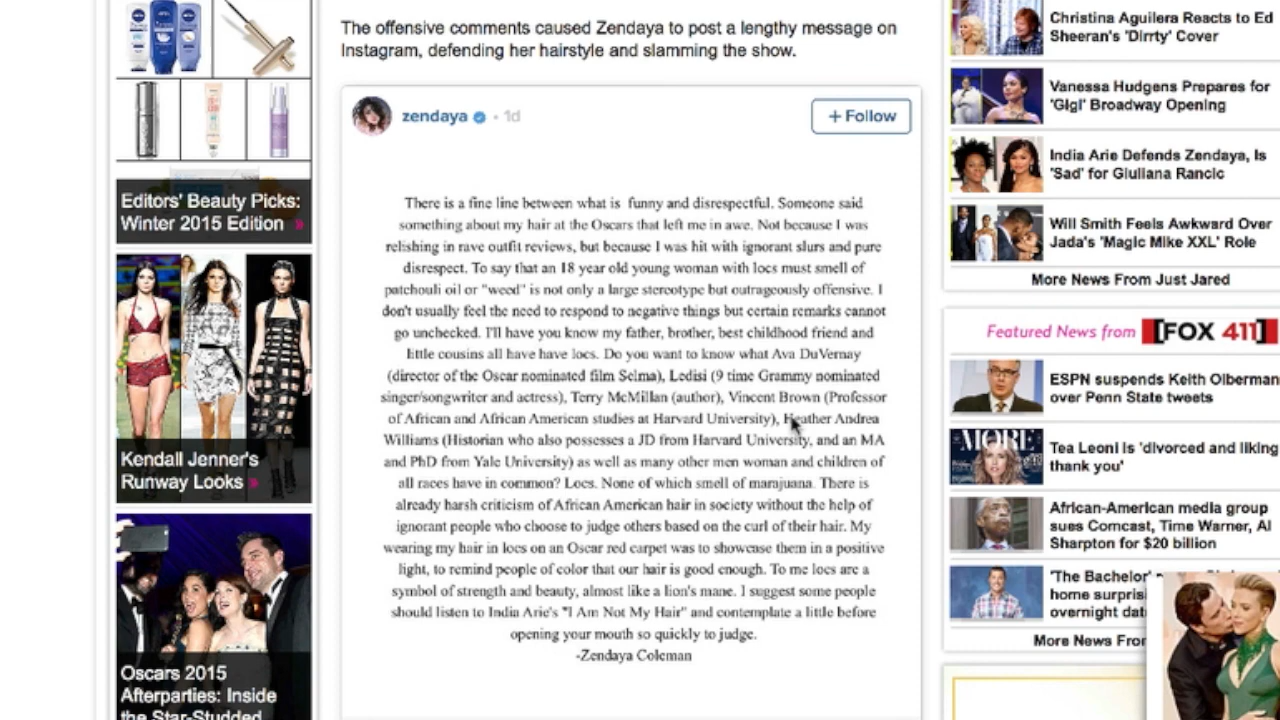 The offensive comments caused Zendaya to post a lengthy message on
Instagram, defending her hairstyle and slamming the show.
zendaya • 1d
+ Follow
There is a fine line between what is funny and disrespectful. Someone said
something about my hair at the Oscars that left me in awe. Not because I was
relishing in rave outfit reviews, but because I was hit with ignorant slurs and pure
disrespect. To say that an 18 year old young woman with locs must smell of
patchouli oil or "weed" is not only a large stereotype but outrageously offensive. I
don't usually feel the need to respond to negative things but certain remarks cannot
go unchecked. I'll have you know my father, brother, best childhood friend and
little cousins all have have locs. Do you want to know what Ava DuVernay
(director of the Oscar nominated film Selma), Ledisi (9 time Grammy nominated
singer/songwriter and actress), Terry McMillan (author), Vincent Brown (Professor
of African and African American studies at Harvard University), Heather Andrea
Williams (Historian who also possesses a JD from Harvard University, and an MA
and PhD from Yale University) as well as many other men woman and children of
all races have in common? Locs. None of which smell of marajuana. There is
already harsh criticism of African American hair in society without the help of
ignorant people who choose to judge others based on the curl of their hair. My
wearing my hair in locs on an Oscar red carpet was to showcase them in a positive
light, to remind people of color that our hair is good enough. To me locs are a
symbol of strength and beauty, almost like a lion's mane. I suggest some people
should listen to India Arie's "I Am Not My Hair" and contemplate a little before
opening your mouth so quickly to judge.
-Zendaya Coleman
Editors' Beauty Picks:
Winter 2015 Edition »
Kendall Jenner's
Runway Looks »
Oscars 2015
Afterparties: Inside
the Star-Studded
Christina Aguilera Reacts to Ed
Sheeran's 'Dirrty' Cover
Vanessa Hudgens Prepares for
'Gigi' Broadway Opening
India Arie Defends Zendaya, Is
'Sad' for Giuliana Rancic
Will Smith Feels Awkward Over
Jada's 'Magic Mike XXL' Role
More News From Just Jared
Featured News from [FOX 411]
ESPN suspends Keith Olberman
over Penn State tweets
MORE
Tea Leoni is 'divorced and liking
thank you'
African-American media group
sues Comcast, Time Warner, Al
Sharpton for $20 billion
'The Bachelor'
home surpris
overnight dat
More News From